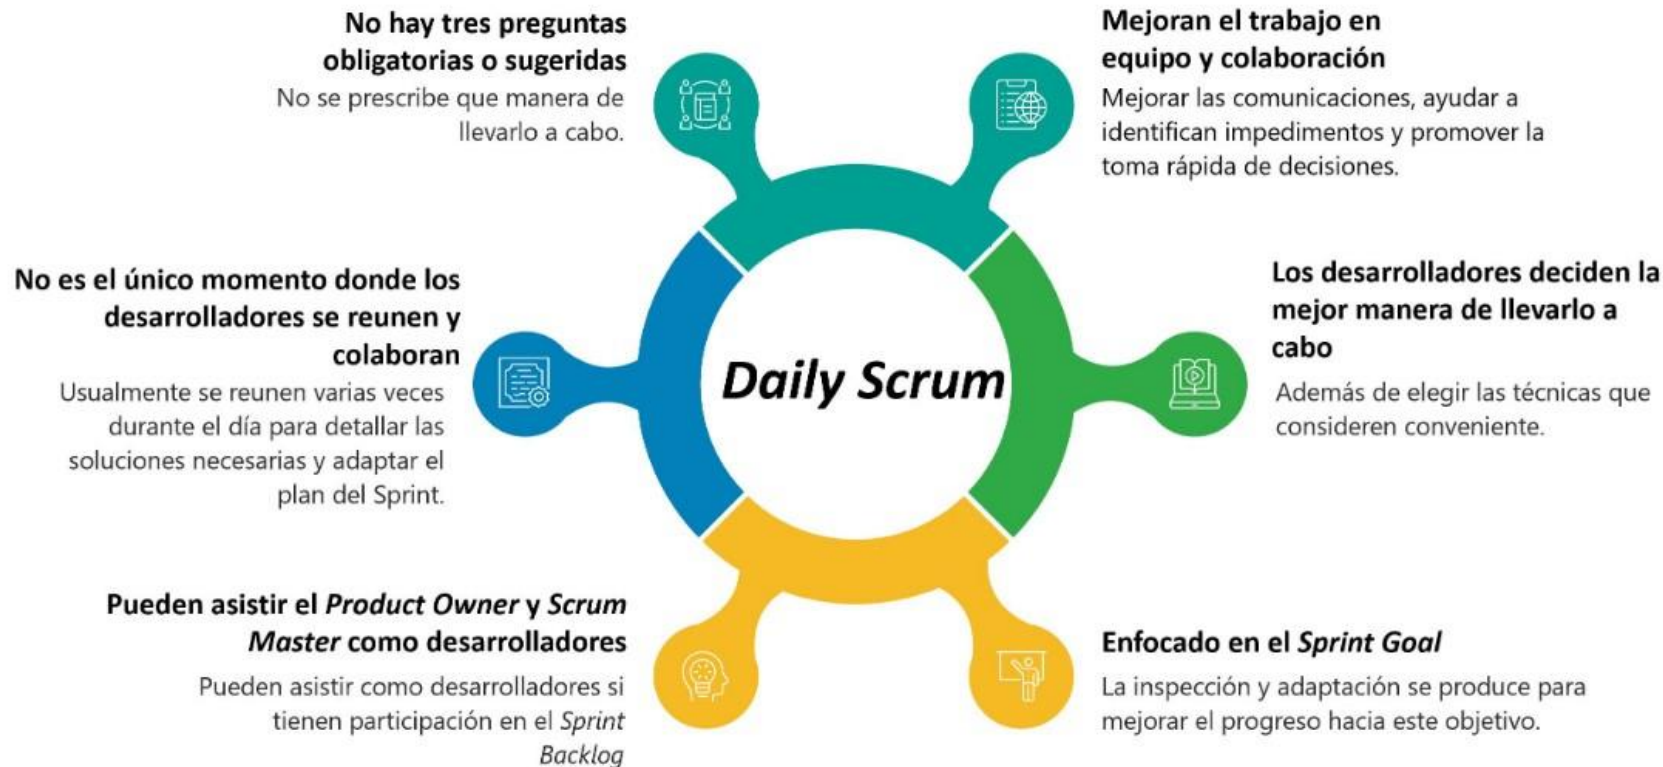 No hay tres preguntas
obligatorias o sugeridas
No se prescribe que manera de
llevarlo a cabo.
Mejoran el trabajo en
equipo y colaboración
Mejorar las comunicaciones, ayudar a
identifican impedimentos y promover la
toma rápida de decisiones.
No es el único momento donde los
desarrolladores se reunen y
colaboran
Usualmente se reunen varias veces
durante el día para detallar las
soluciones necesarias y adaptar el
plan del Sprint.
Daily Scrum
Los desarrolladores deciden la
mejor manera de llevarlo a
cabo
Además de elegir las técnicas que
consideren conveniente.
Pueden asistir el Product Owner y Scrum
Master como desarrolladores
Pueden asistir como desarrolladores si
tienen participación en el Sprint
Backlog
Enfocado en el Sprint Goal
La inspección y adaptación se produce para
mejorar el progreso hacia este objetivo.